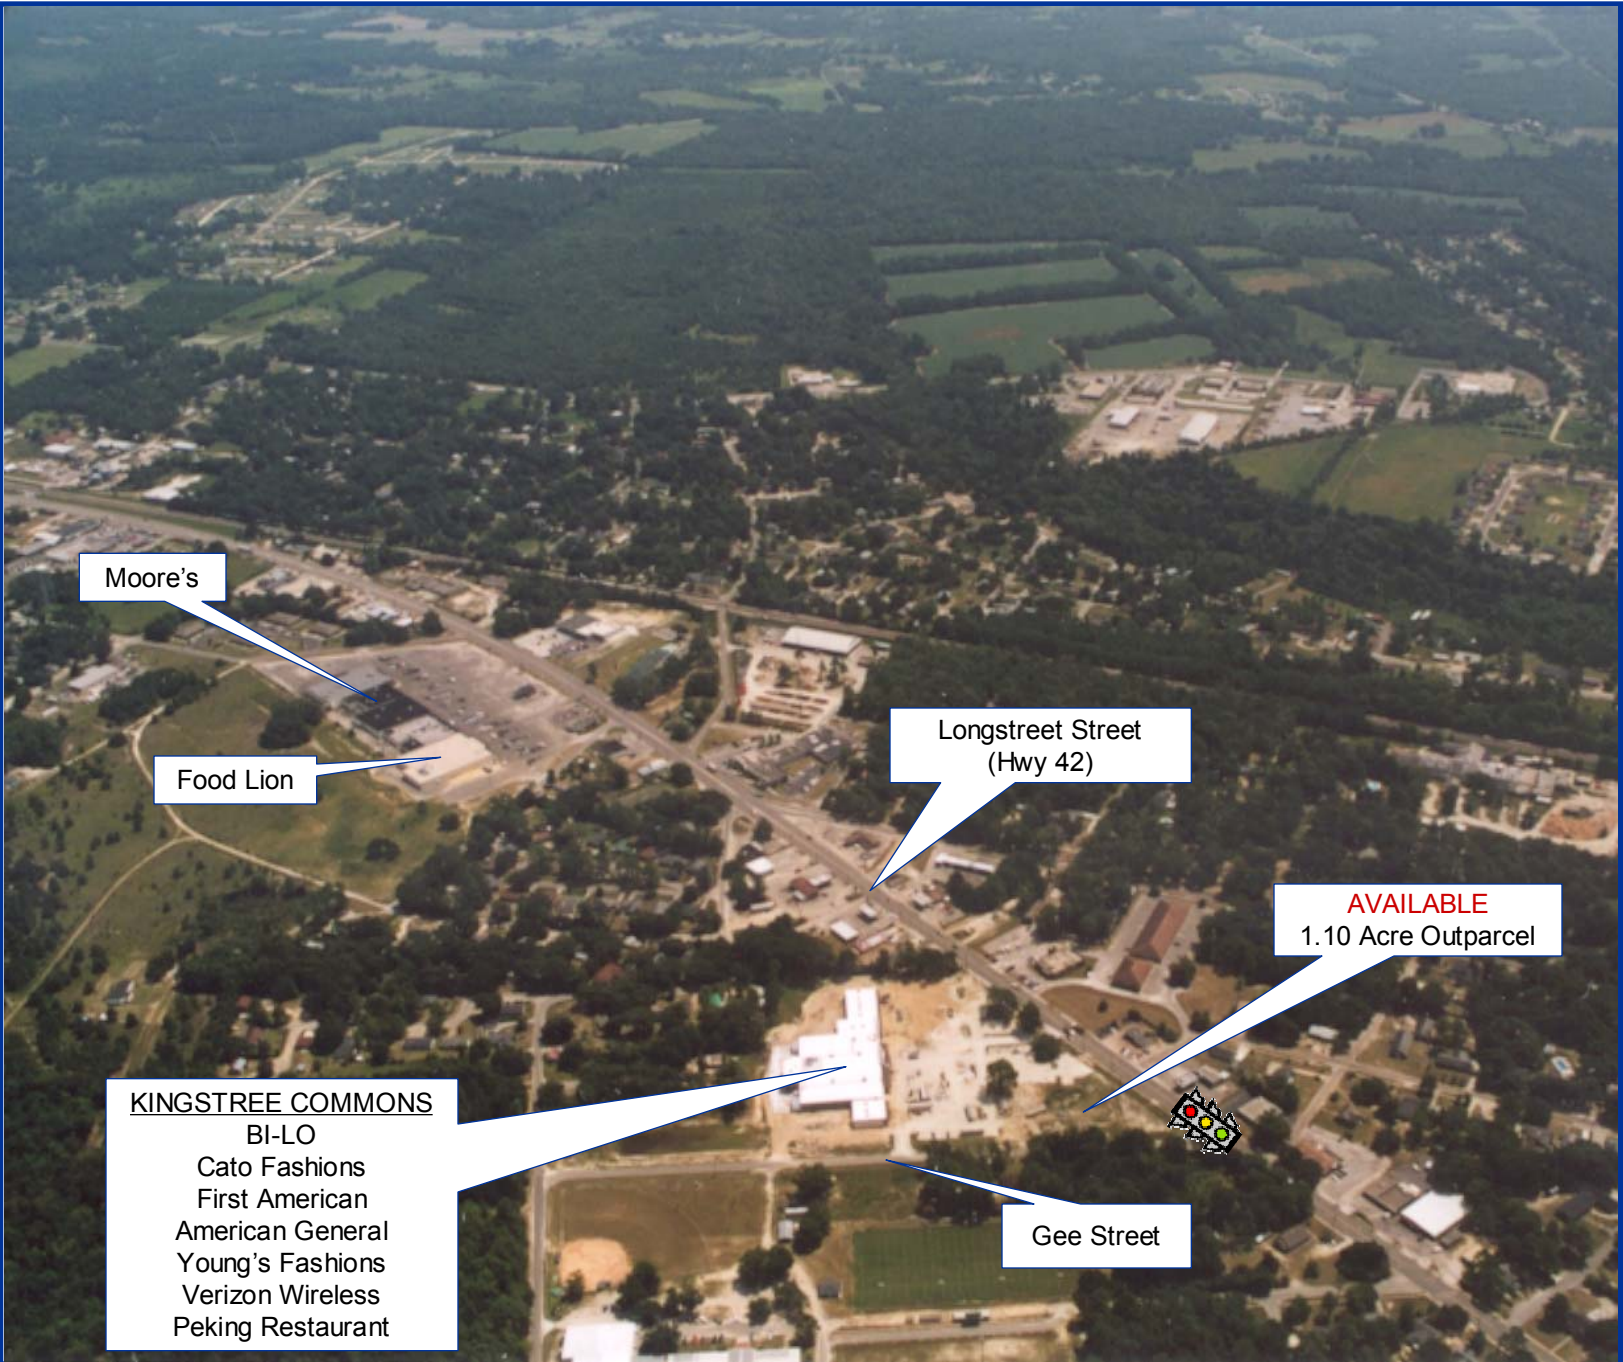 Moore's
Food Lion
Longstreet Street
(Hwy 42)
AVAILABLE
1.10 Acre Outparcel
KINGSTREE COMMONS
BI-LO
Cato Fashions
First American
American General
Young's Fashions
Verizon Wireless
Peking Restaurant
Gee Street